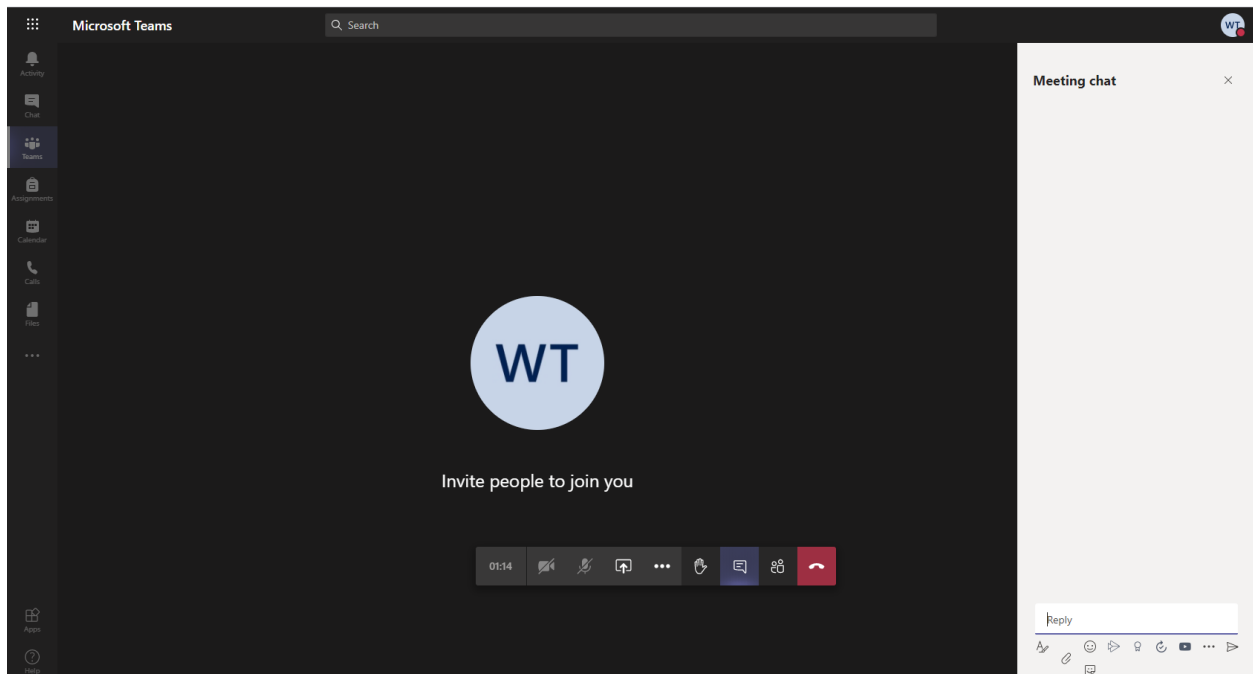 Microsoft Teams
Search
WT
Activity
Chat
Teams
Assignments
Calendar
Calls
Files
Apps
Help
WT
Invite people to join you
01:14
Meeting chat
Reply